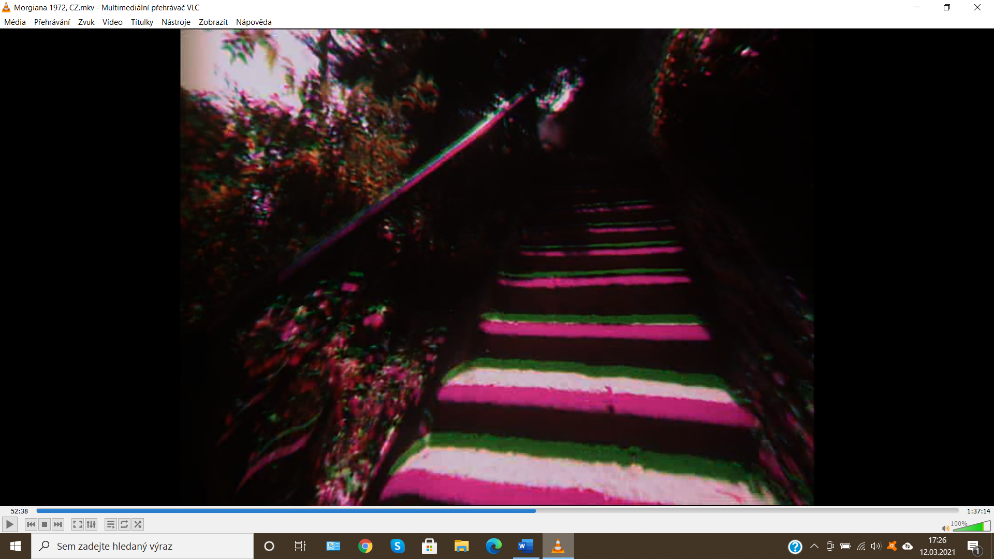 Morgiana 1972, CZ.mkv - Multimediální přehrávač VLC
Média Přehrávání Zvuk Video Titulky Nástroje Zobrazit Nápověda
52:38 1:37:14
100%
Sem zadejte hledaný výraz
17:26
12.03.2021
1